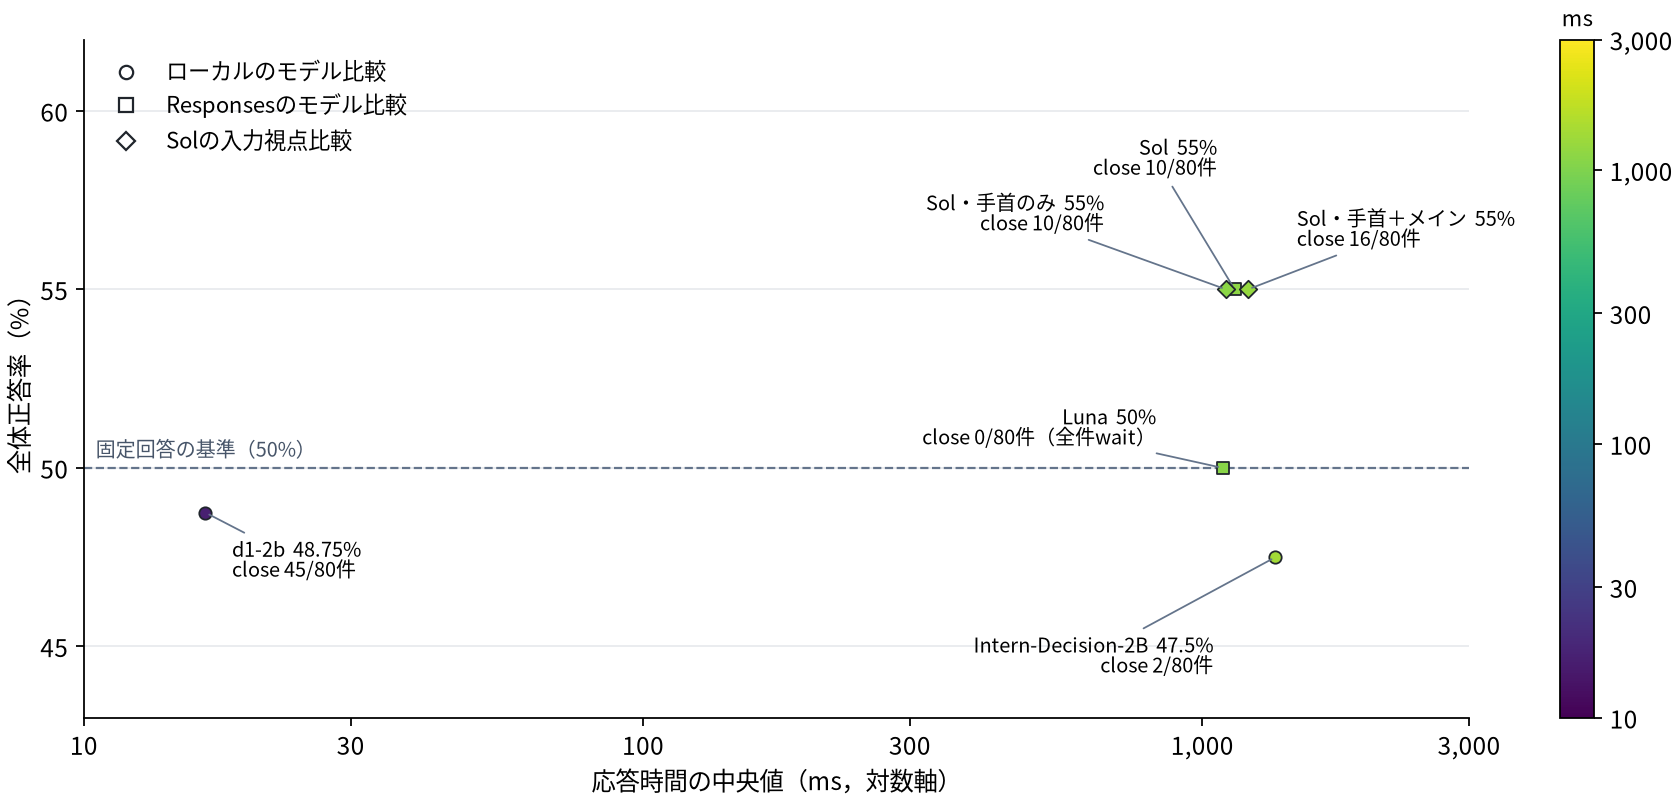 ms
ローカルのモデル比較
Responsesのモデル比較
Solの入力視点比較
Sol 55%
close 10/80件
Sol・手首のみ 55%
close 10/80件
Sol・手首＋メイン 55%
close 16/80件
Luna 50%
close 0/80件（全件wait）
固定回答の基準（50%）
d1-2b 48.75%
close 45/80件
Intern-Decision-2B 47.5%
close 2/80件
全体正答率（%）
60
55
50
45
10
30
100
300
1,000
3,000
応答時間の中央値（ms，対数軸）
3,000
1,000
300
100
30
10